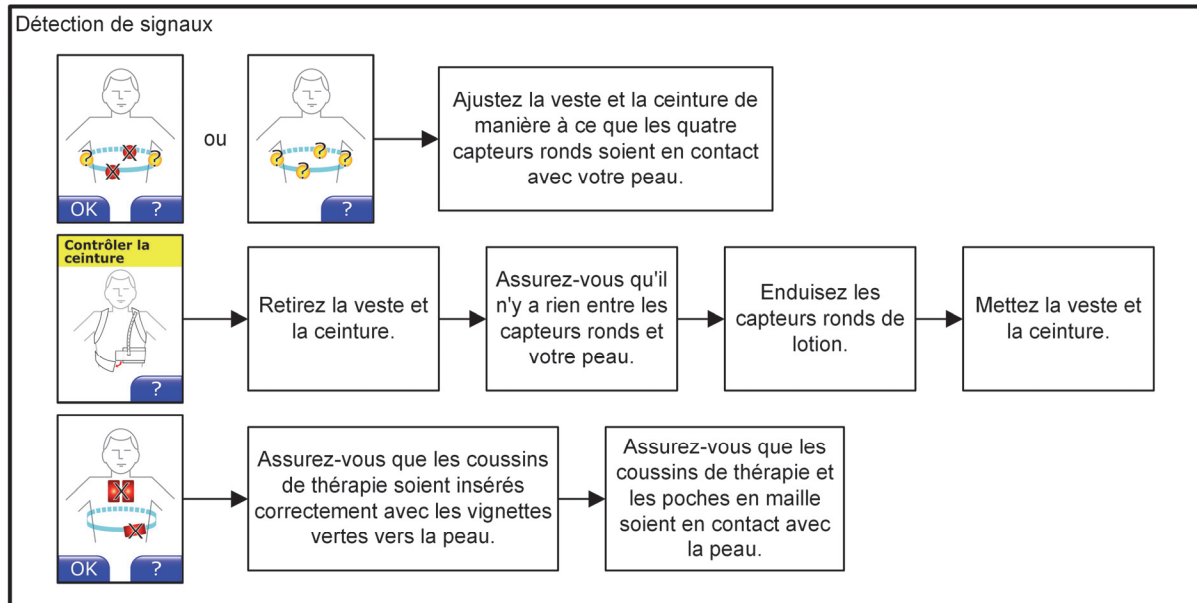 Détection de signaux
OK
?
ou
?
?
?
?
?
?
?
Ajustez la veste et la ceinture de
manière à ce que les quatre
capteurs ronds soient en contact
avec votre peau.
Contrôler la
ceinture
?
Retirez la veste et
la ceinture.
Assurez-vous qu'il
n'y a rien entre les
capteurs ronds et
votre peau.
Enduisez les
capteurs ronds de
lotion.
Mettez la veste et
la ceinture.
OK
?
Assurez-vous que les coussins
de thérapie soient insérés
correctement avec les vignettes
vertes vers la peau.
Assurez-vous que les
coussins de thérapie et
les poches en maille
soient en contact avec
la peau.